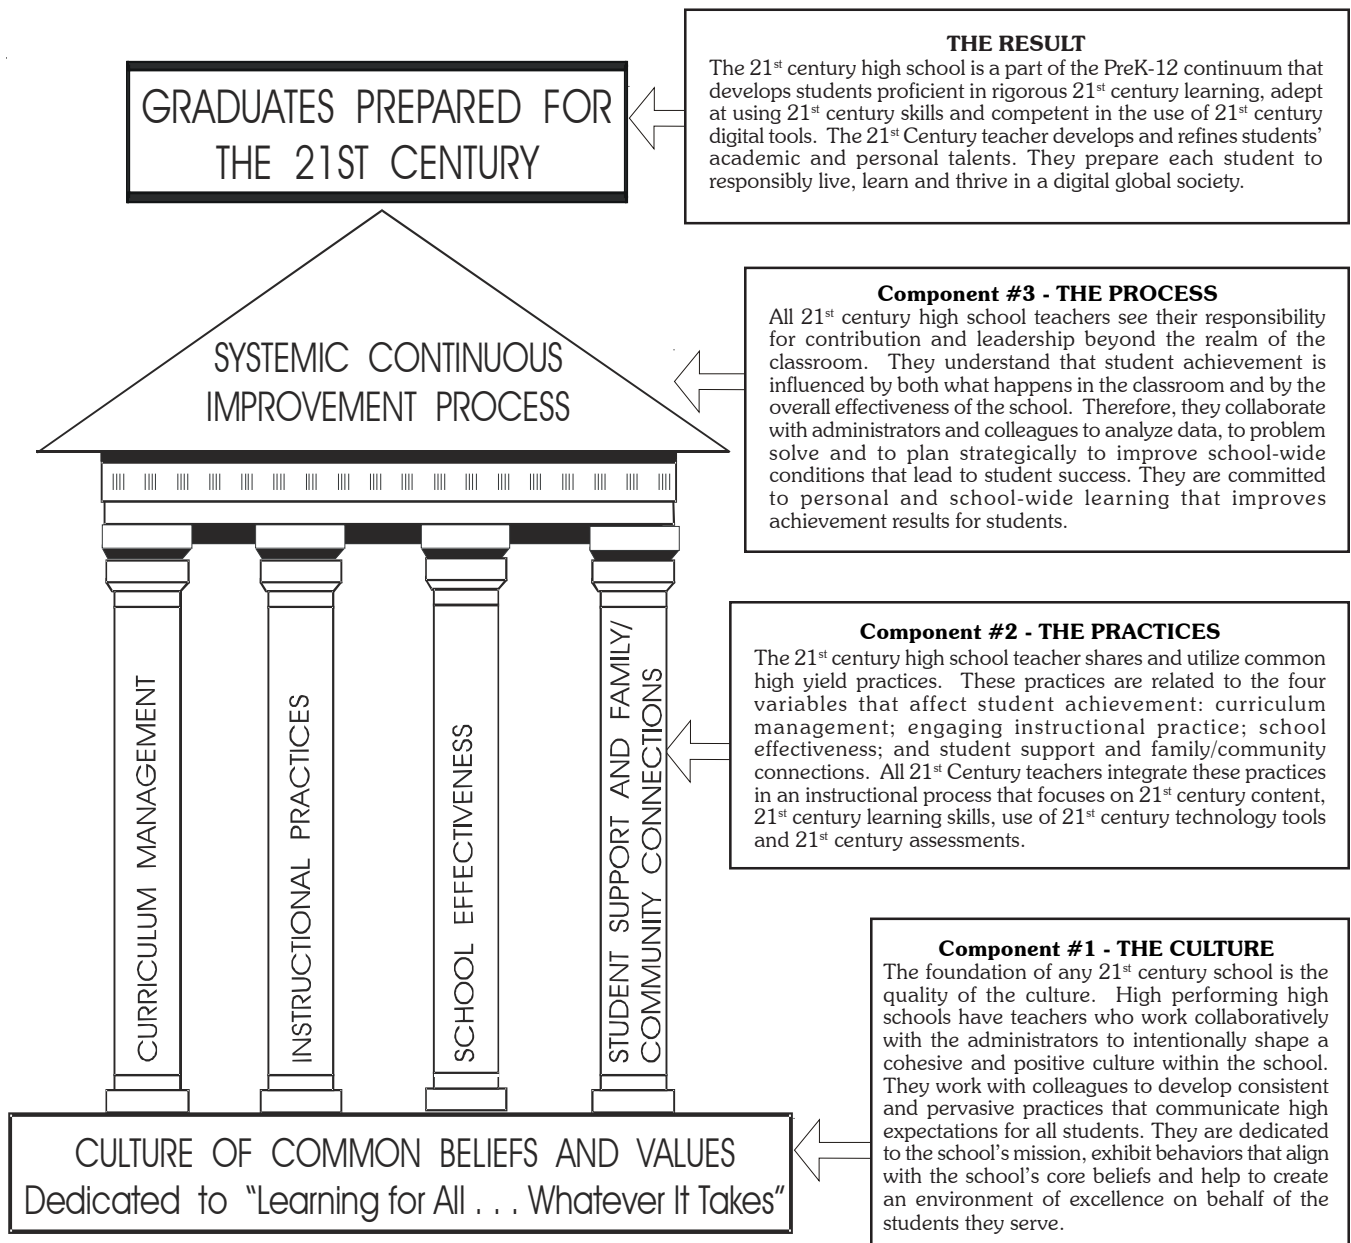 GRADUATES PREPARED FOR
THE 21ST CENTURY
THE RESULT
The 21st century high school is a part of the PreK-12 continuum that
develops students proficient in rigorous 21st century learning, adept
at using 21st century skills and competent in the use of 21st century
digital tools. The 21st Century teacher develops and refines students'
academic and personal talents. They prepare each student to
responsibly live, learn and thrive in a digital global society.
SYSTEMIC CONTINUOUS
IMPROVEMENT PROCESS
Component #3 - THE PROCESS
All 21st century high school teachers see their responsibility
for contribution and leadership beyond the realm of the
classroom. They understand that student achievement is
influenced by both what happens in the classroom and by the
overall effectiveness of the school. Therefore, they collaborate
with administrators and colleagues to analyze data, to problem
solve and to plan strategically to improve school-wide
conditions that lead to student success. They are committed
to personal and school-wide learning that improves
achievement results for students.
CURRICULUM MANAGEMENT
INSTRUCTIONAL PRACTICES
SCHOOL EFFECTIVENESS
STUDENT SUPPORT AND FAMILY/
COMMUNITY CONNECTIONS
Component #2 - THE PRACTICES
The 21st century high school teacher shares and utilize common
high yield practices. These practices are related to the four
variables that affect student achievement: curriculum
management; engaging instructional practice; school
effectiveness; and student support and family/community
connections. All 21st Century teachers integrate these practices
in an instructional process that focuses on 21st century content,
21st century learning skills, use of 21st century technology tools
and 21st century assessments.
CULTURE OF COMMON BELIEFS AND VALUES
Dedicated to "Learning for All . . . Whatever It Takes"
Component #1 - THE CULTURE
The foundation of any 21st century school is the
quality of the culture. High performing high
schools have teachers who work collaboratively
with the administrators to intentionally shape a
cohesive and positive culture within the school.
They work with colleagues to develop consistent
and pervasive practices that communicate high
expectations for all students. They are dedicated
to the school's mission, exhibit behaviors that align
with the school's core beliefs and help to create
an environment of excellence on behalf of the
students they serve.